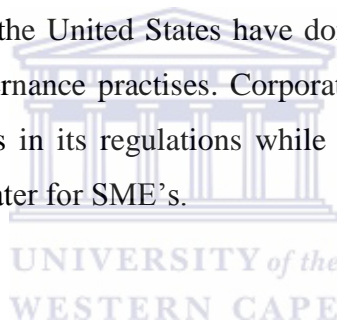 the United States have do
rnance practises. Corporat
s in its regulations while
ater for SME's.
UNIVERSITY of the
WESTERN CAPE